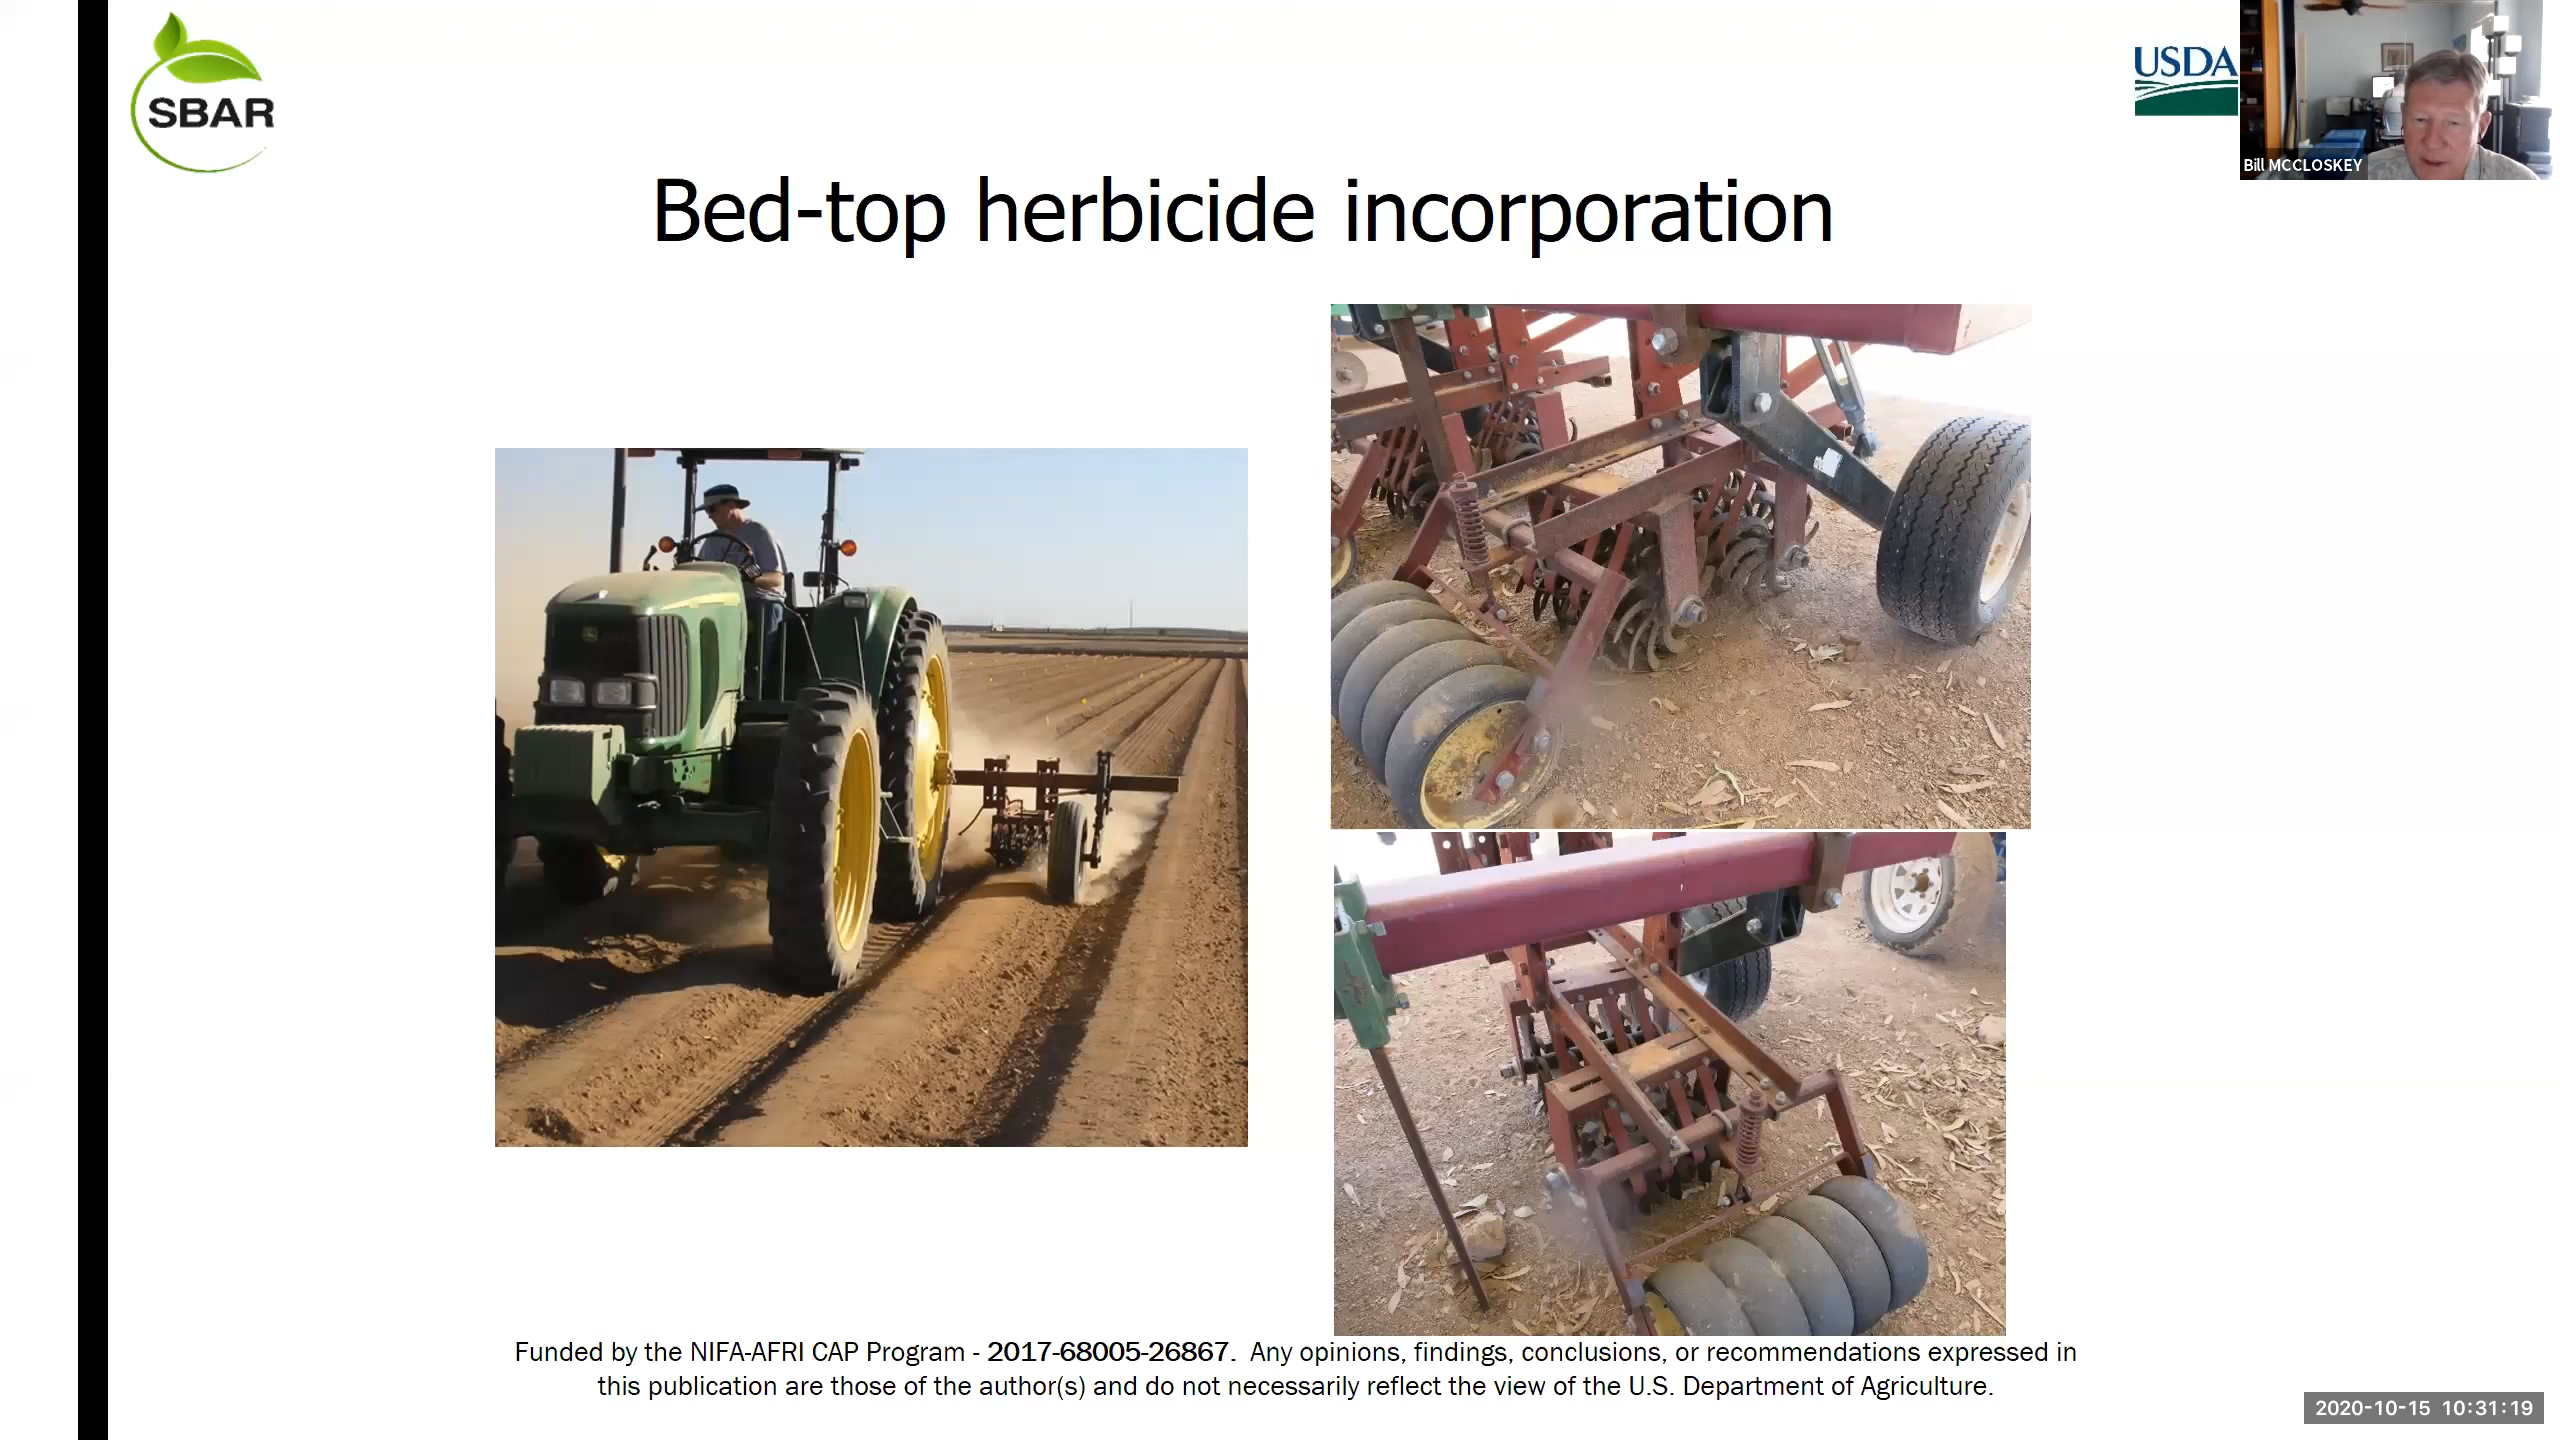 SBAR
USDA
Bill MCCLOSKEY
Bed-top herbicide incorporation
Funded by the NIFA-AFRI CAP Program - 2017-68005-26867.  Any opinions, findings, conclusions, or recommendations expressed in
this publication are those of the author(s) and do not necessarily reflect the view of the U.S. Department of Agriculture.
2020-10-15 10:31:19